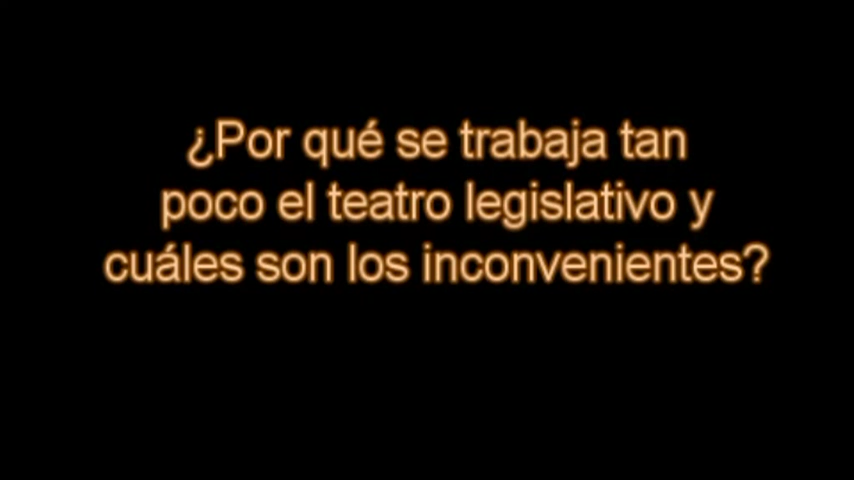 ¿Por qué se trabaja tan
poco el teatro legislativo y
cuáles son los inconvenientes?